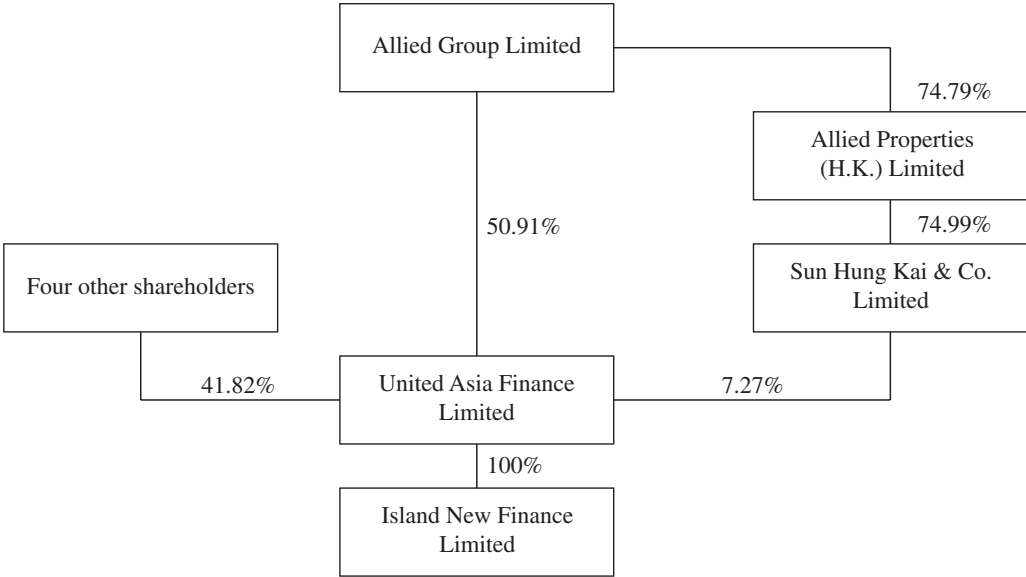 Allied Group Limited
74.79%
Allied Properties
(H.K.) Limited
50.91%
74.99%
Four other shareholders
Sun Hung Kai & Co.
Limited
41.82%
United Asia Finance
Limited
7.27%
100%
Island New Finance
Limited